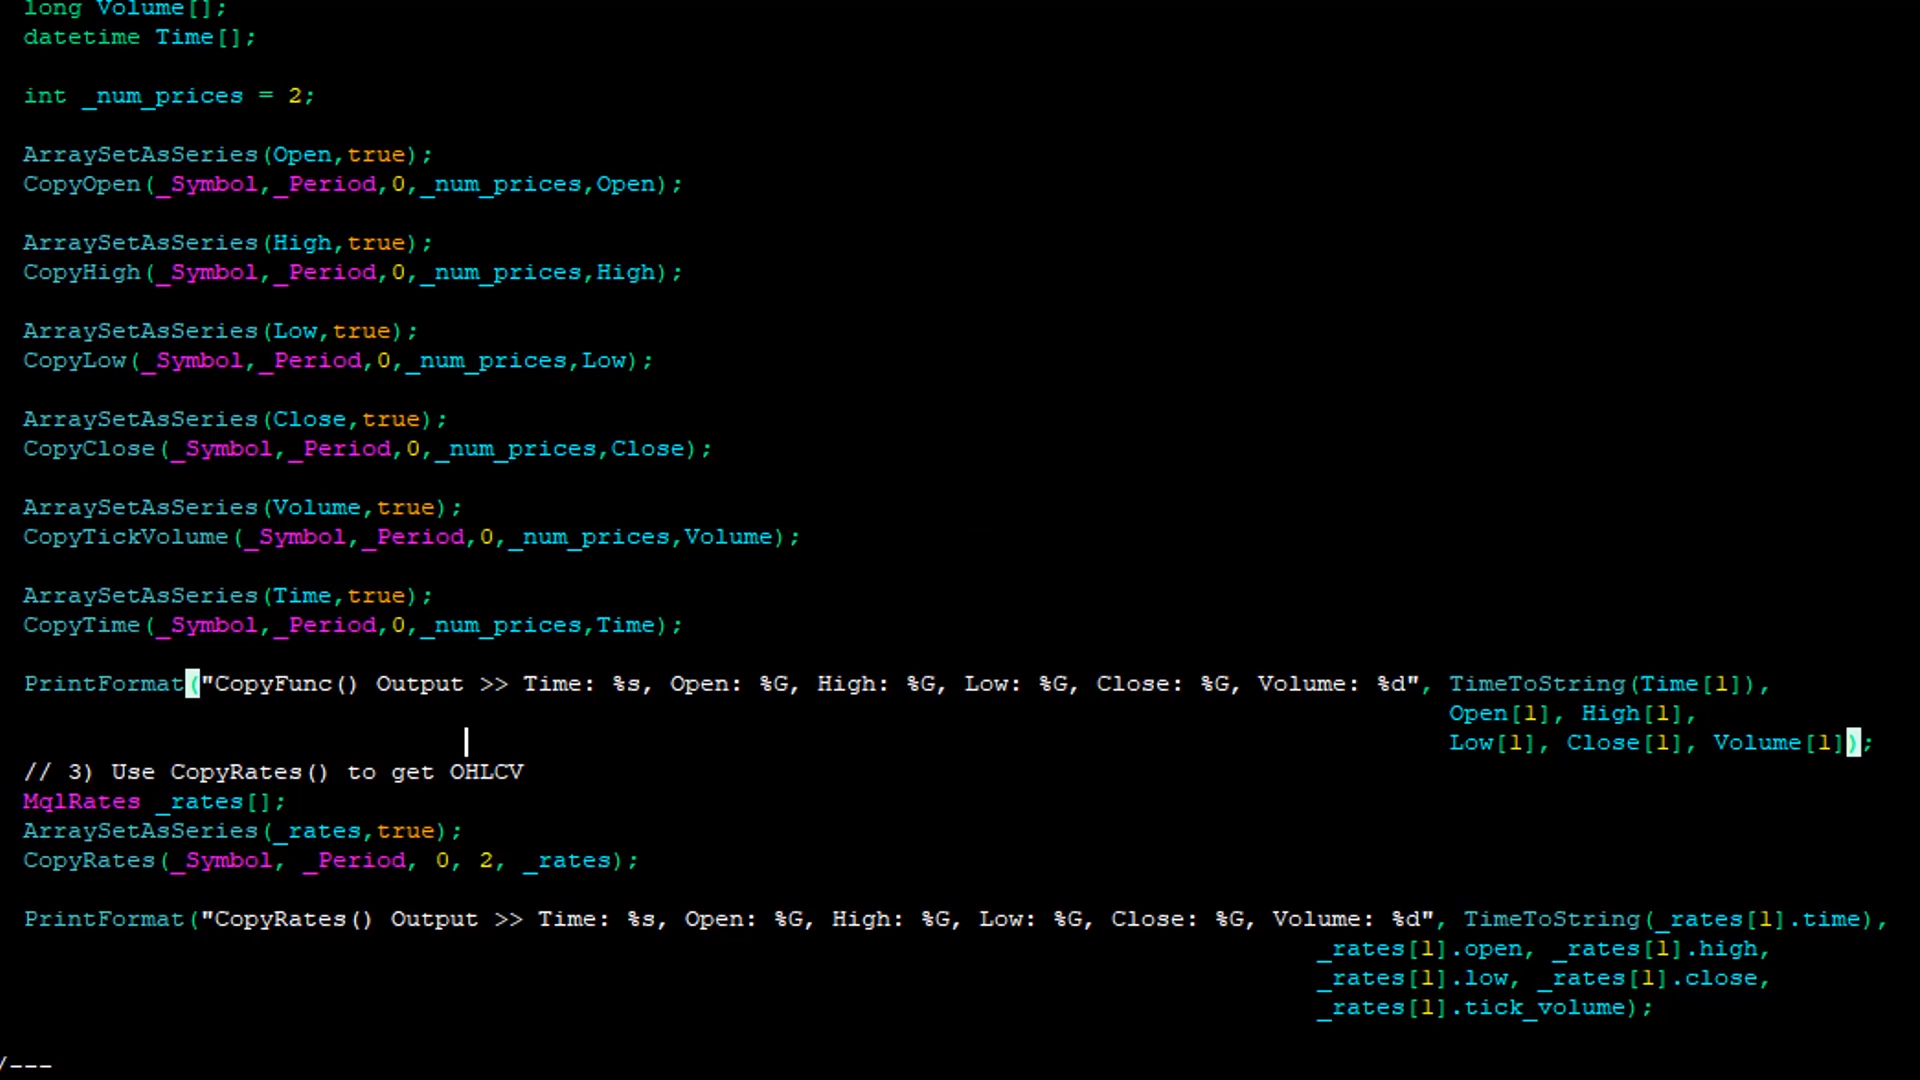 long Volume[];
datetime Time[];
int _num_prices = 2;
ArraySetAsSeries(Open,true);
CopyOpen(_Symbol,_Period,0,_num_prices,Open);
ArraySetAsSeries(High,true);
CopyHigh(_Symbol,_Period,0,_num_prices,High);
ArraySetAsSeries(Low,true);
CopyLow(_Symbol,_Period,0,_num_prices,Low);
ArraySetAsSeries(Close,true);
CopyClose(_Symbol,_Period,0,_num_prices,Close);
ArraySetAsSeries(Volume,true);
CopyTickVolume(_Symbol,_Period,0,_num_prices,Volume);
ArraySetAsSeries(Time,true);
CopyTime(_Symbol,_Period,0,_num_prices,Time);
PrintFormat("CopyFunc() Output >> Time: %s, Open: %G, High: %G, Low: %G, Close: %G, Volume: %d", TimeToString(Time[1]),
Open[1], High[1],
Low[1], Close[1], Volume[1]);
// 3) Use CopyRates() to get OHLCV
MqlRates _rates[];
ArraySetAsSeries(_rates,true);
CopyRates(_Symbol, _Period, 0, 2, _rates);
PrintFormat("CopyRates() Output >> Time: %s, Open: %G, High: %G, Low: %G, Close: %G, Volume: %d", TimeToString(_rates[1].time),
_rates[1].open, _rates[1].high,
_rates[1].low, _rates[1].close,
_rates[1].tick_volume);
/---